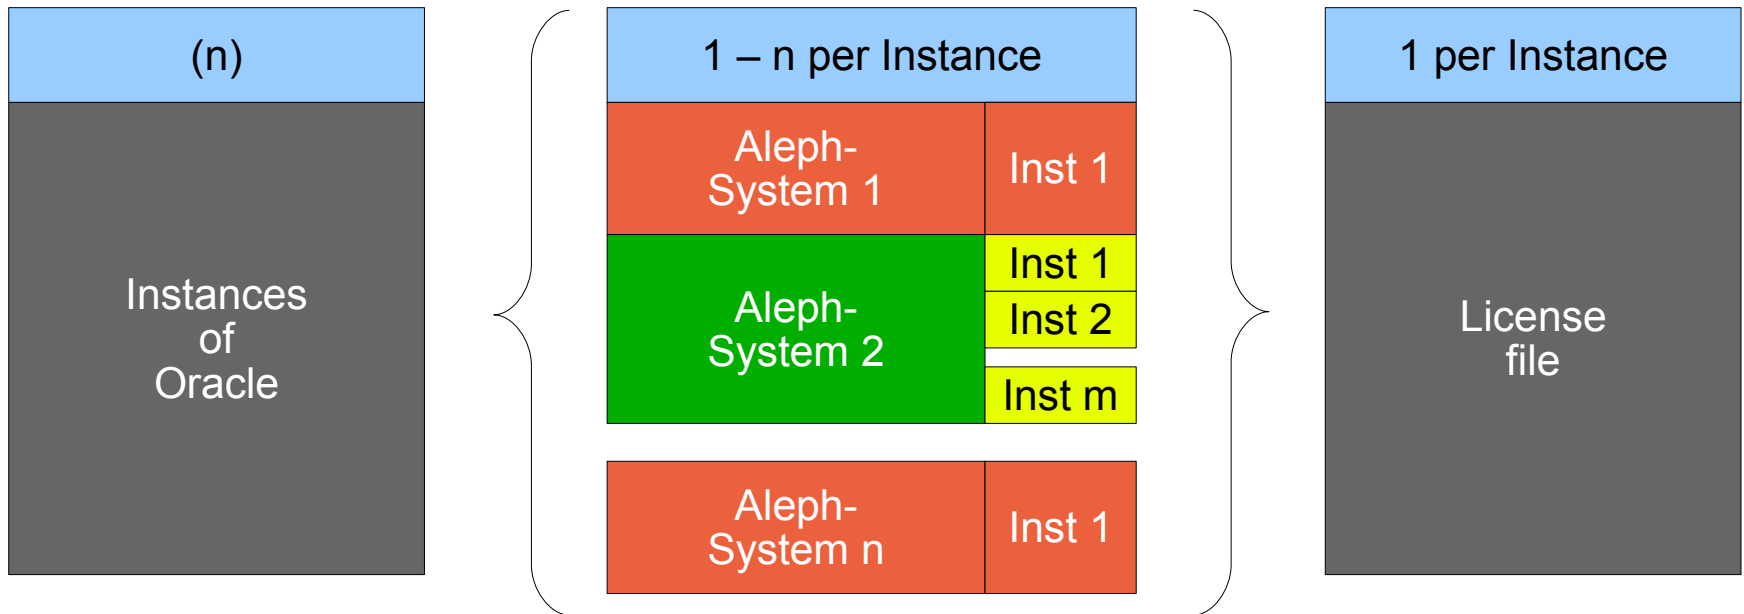 (n)
Instances
of
Oracle
1 – n per Instance
Aleph-
System 1
Inst 1
Aleph-
System 2
Inst 1
Inst 2
Inst m
Aleph-
System n
Inst 1
1 per Instance
License
file